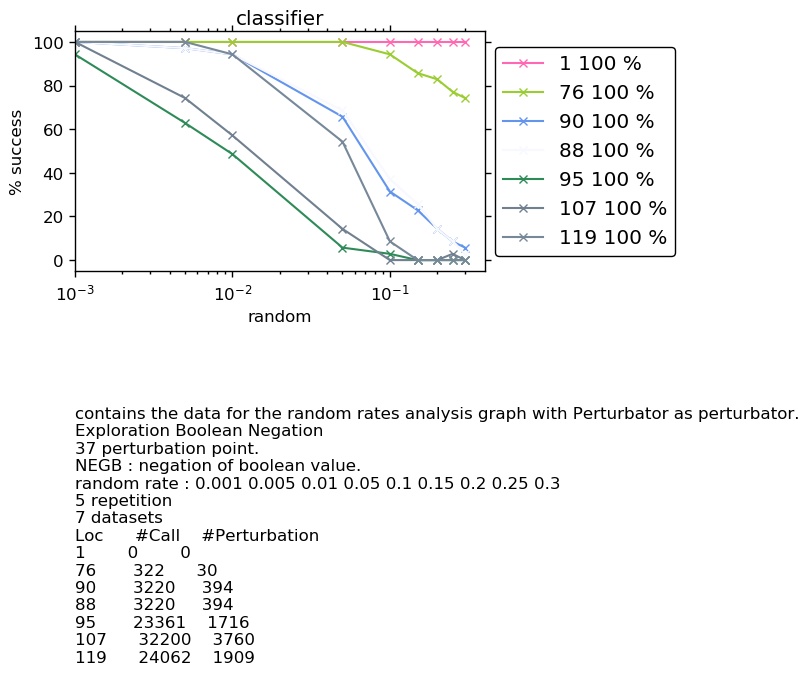 classifier
100
80
60
40
20
0
% success
10⁻³ 10⁻² 10⁻¹
random
1 100 %
76 100 %
90 100 %
88 100 %
95 100 %
107 100 %
119 100 %
contains the data for the random rates analysis graph with Perturbator as perturbator.
Exploration Boolean Negation
37 perturbation point.
NEGB : negation of boolean value.
random rate : 0.001 0.005 0.01 0.05 0.1 0.15 0.2 0.25 0.3
5 repetition
7 datasets
Loc #Call #Perturbation
1 0 0
76 322 30
90 3220 394
88 3220 394
95 23361 1716
107 32200 3760
119 24062 1909